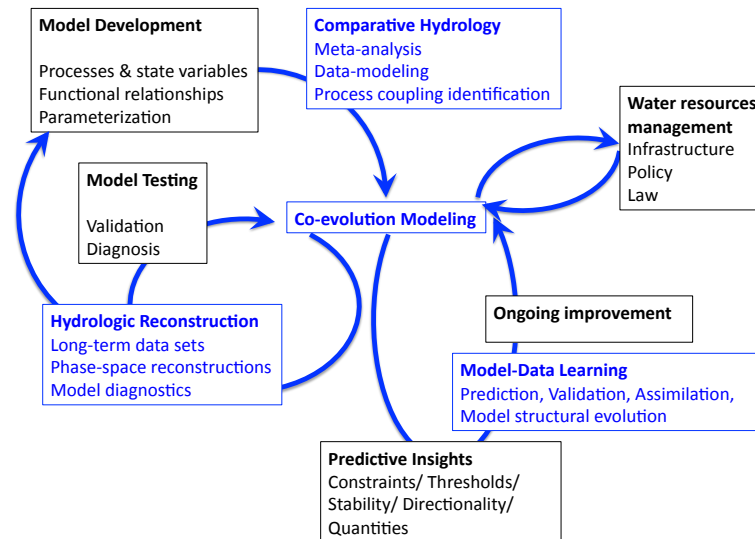 Model Development
Processes & state variables
Functional relationships
Parameterization
Comparative Hydrology
Meta-analysis
Data-modeling
Process coupling identification
Water resources
management
Infrastructure
Policy
Law
Model Testing
Validation
Diagnosis
Co-evolution Modeling
Hydrologic Reconstruction
Long-term data sets
Phase-space reconstructions
Model diagnostics
Ongoing improvement
Model-Data Learning
Prediction, Validation, Assimilation,
Model structural evolution
Predictive Insights
Constraints/ Thresholds/
Stability/ Directionality/
Quantities